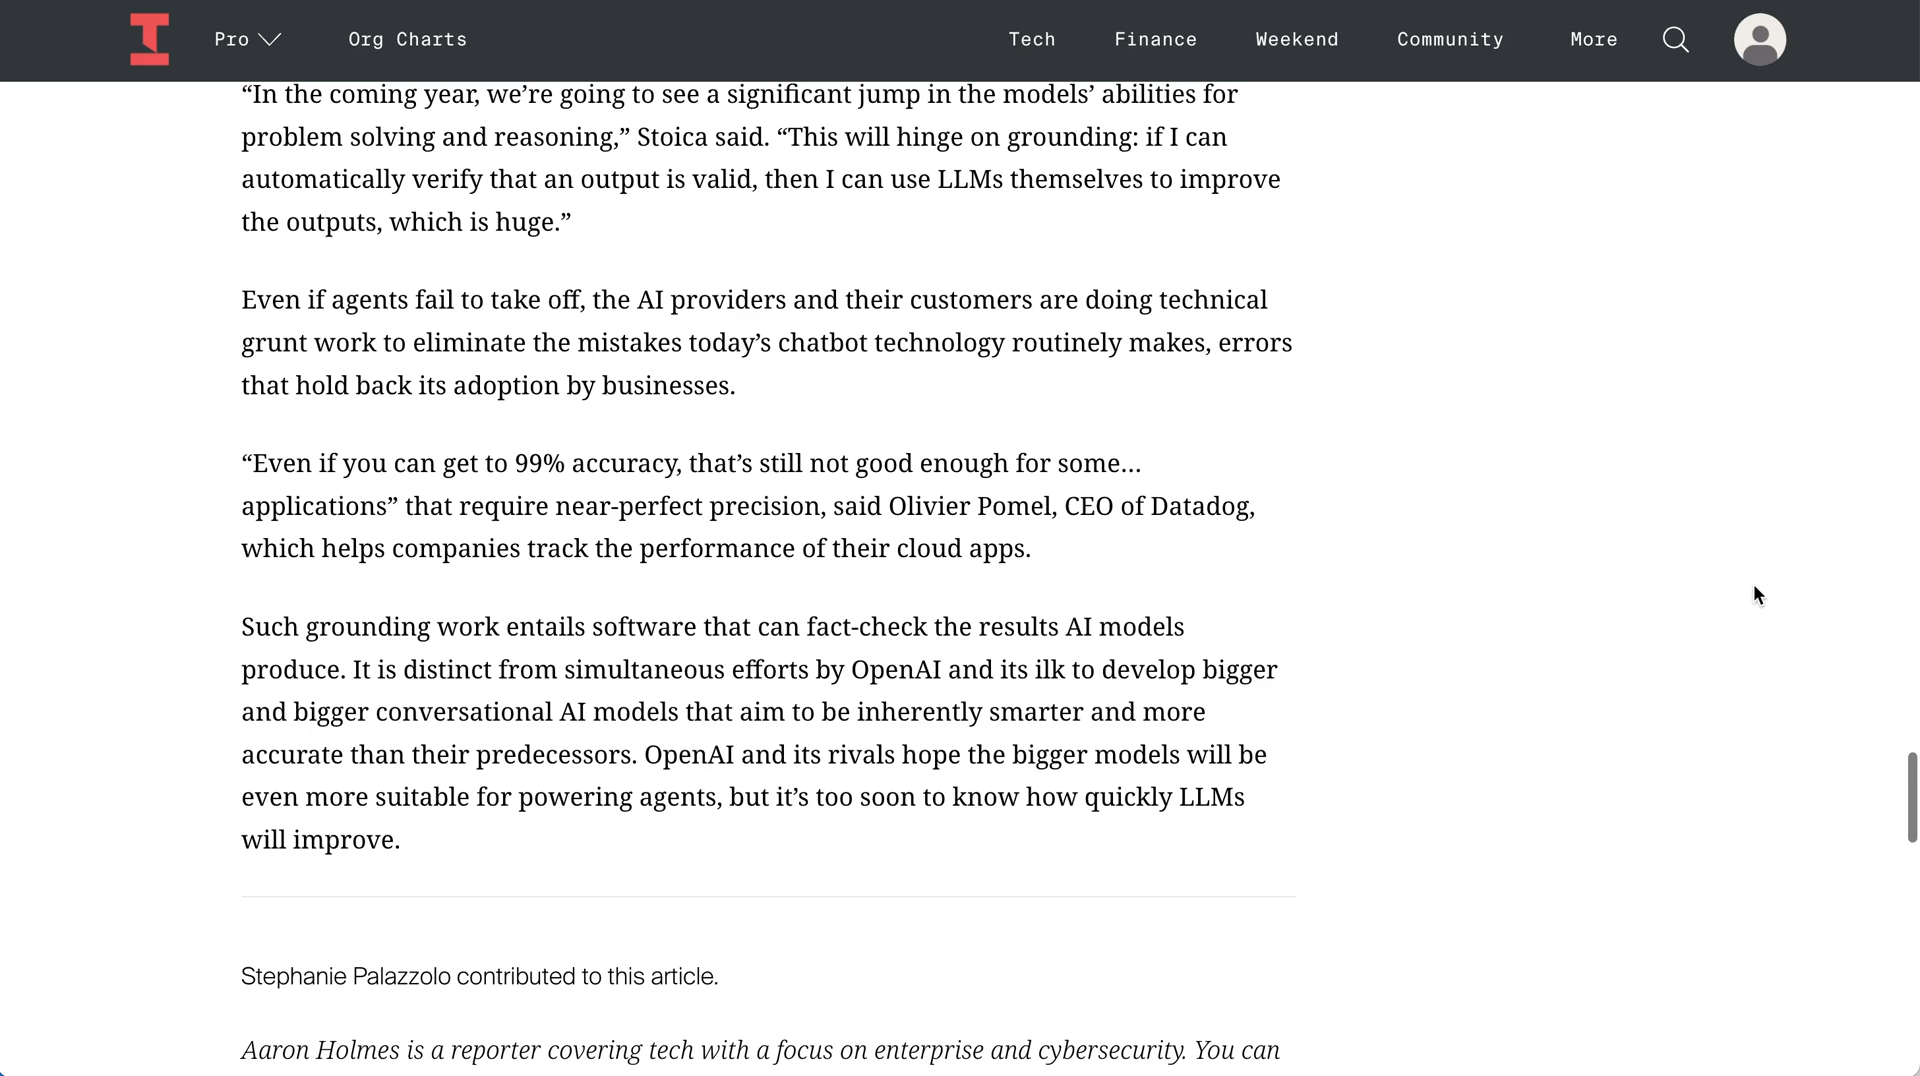 Pro
Org Charts
Tech
Finance
Weekend
Community
More
“In the coming year, we’re going to see a significant jump in the models’ abilities for
problem solving and reasoning,” Stoica said. “This will hinge on grounding: if I can
automatically verify that an output is valid, then I can use LLMs themselves to improve
the outputs, which is huge.”
Even if agents fail to take off, the AI providers and their customers are doing technical
grunt work to eliminate the mistakes today’s chatbot technology routinely makes, errors
that hold back its adoption by businesses.
“Even if you can get to 99% accuracy, that’s still not good enough for some…
applications” that require near-perfect precision, said Olivier Pomel, CEO of Datadog,
which helps companies track the performance of their cloud apps.
Such grounding work entails software that can fact-check the results AI models
produce. It is distinct from simultaneous efforts by OpenAI and its ilk to develop bigger
and bigger conversational AI models that aim to be inherently smarter and more
accurate than their predecessors. OpenAI and its rivals hope the bigger models will be
even more suitable for powering agents, but it’s too soon to know how quickly LLMs
will improve.
Stephanie Palazzolo contributed to this article.
Aaron Holmes is a reporter covering tech with a focus on enterprise and cybersecurity. You can